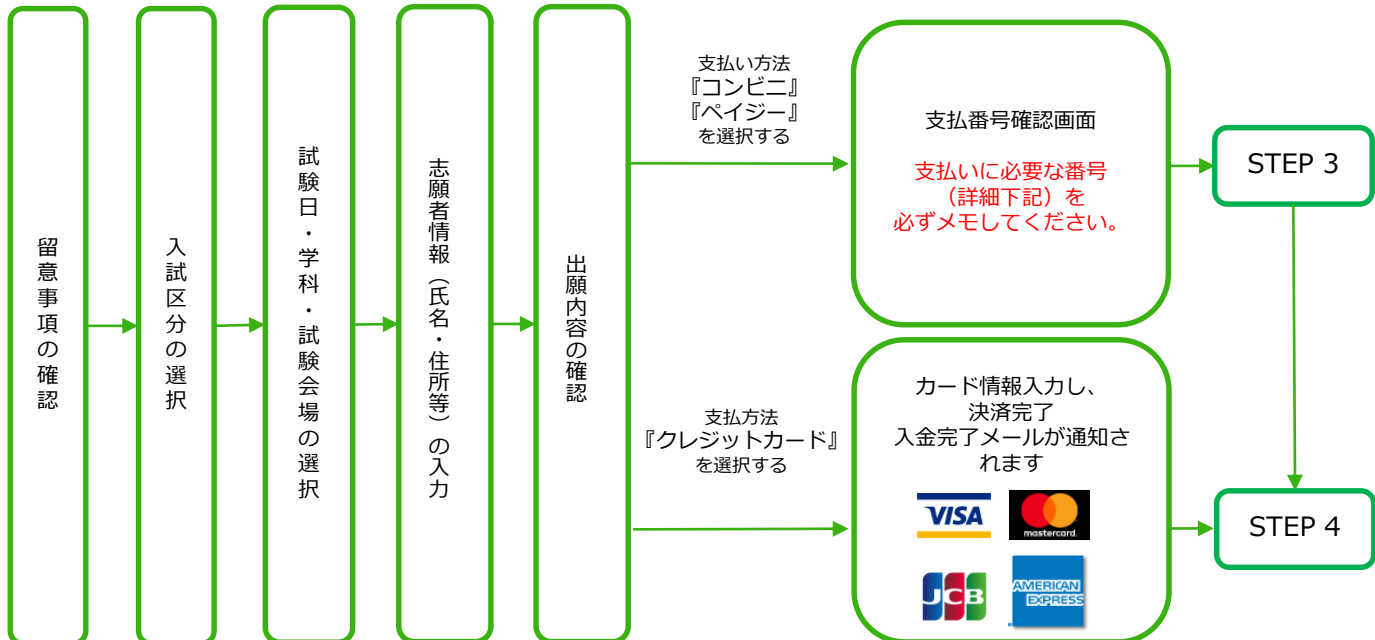 留意事項の確認
入試区分の選択
試験日・学科・試験会場の選択
志願者情報（氏名・住所等）の入力
出願内容の確認
支払い方法
『コンビニ』
『ペイジー』
を選択する
支払番号確認画面
支払いに必要な番号
（詳細下記）を
必ずメモしてください。
STEP 3
支払方法
『クレジットカード』
を選択する
カード情報入力し、
決済完了
入金完了メールが通知さ
れます
VISA
mastercard.
JCB
AMERICAN
EXPRESS
STEP 4